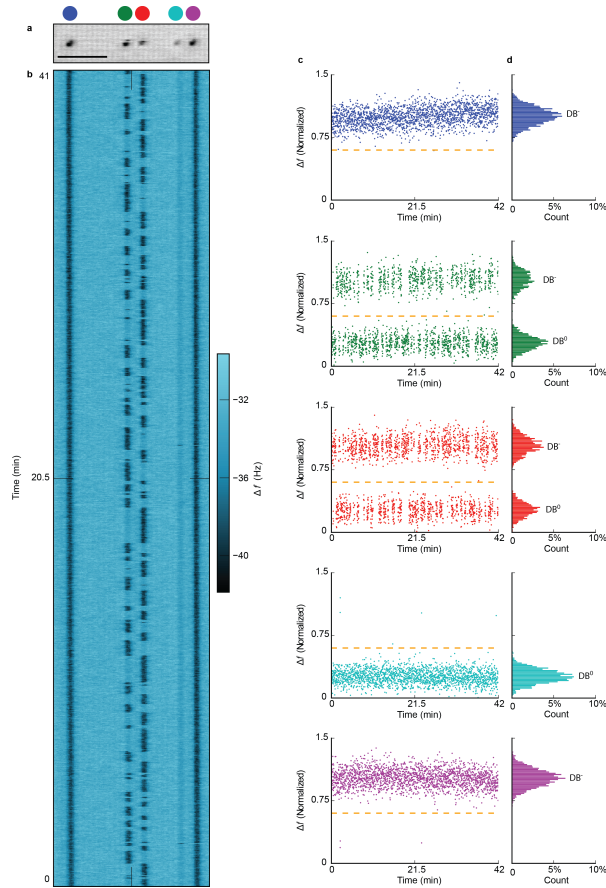 a
b
41
Time (min)
20.5
0
−32
−36
−40
Δf (Hz)
c
d
1.5
0.75
0
Δf (Normalized)
0
21.5
42
Time (min)
DB-
0
5%
10%
Count
1.5
0.75
0
Δf (Normalized)
0
21.5
42
Time (min)
DB-
DB0
0
5%
10%
Count
1.5
0.75
0
Δf (Normalized)
0
21.5
42
Time (min)
DB-
DB0
0
5%
10%
Count
1.5
0.75
0
Δf (Normalized)
0
21.5
42
Time (min)
DB0
0
5%
10%
Count
1.5
0.75
0
Δf (Normalized)
0
21.5
42
Time (min)
DB-
0
5%
10%
Count